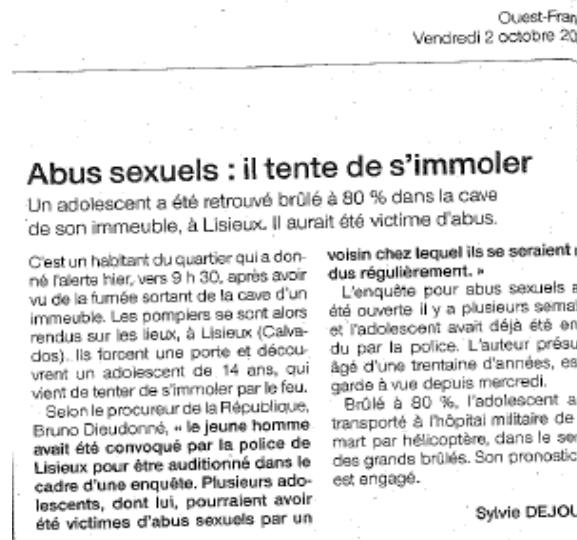 Ouest-Fran
Vendredi 2 octobre 20
Abus sexuels : il tente de s'immoler
Un adolescent a été retrouvé brûlé à 80 % dans la cave
de son immeuble, à Lisieux. Il aurait été victime d'abus.
C'est un habitant du quartier qui a don-
né l'alerte hier, vers 9 h 30, après avoir
vu de la fumée sortant de la cave d'un
immeuble. Les pompiers se sont alors
rendus sur les lieux, à Lisieux (Calva-
dos). Ils forcent une porte et décou-
vrent un adolescent de 14 ans, qui
vient de tenter de s'immoler par le feu.
Selon le procureur de la République,
Bruno Dieudonné, « le jeune homme
avait été convoqué par la police de
Lisieux pour être auditionné dans le
cadre d'une enquête. Plusieurs ado-
lescents, dont lui, pourraient avoir
été victimes d'abus sexuels par un
voisin chez lequel ils se seraient
dus régulièrement. »
L'enquête pour abus sexuels a
été ouverte il y a plusieurs semai
et l'adolescent avait déjà été en
du par la police. L'auteur présu
âgé d'une trentaine d'années, es
garde à vue depuis mercredi.
Brûlé à 80 %, l'adolescent a
transporté à l'hôpital militaire de
mart par hélicoptère, dans le ser
des grands brûlés. Son pronostic
est engagé.
Sylvie DEJOU